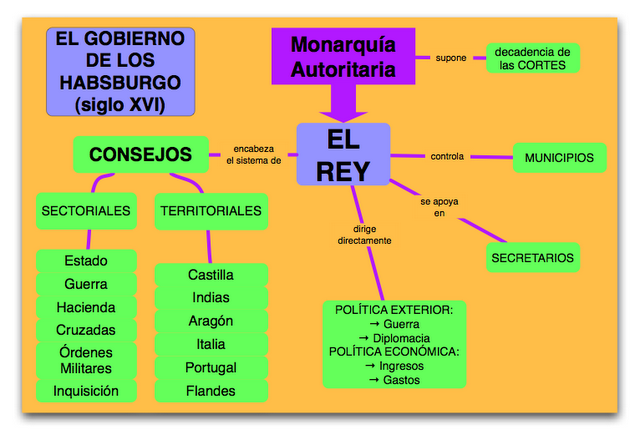 EL GOBIERNO
DE LOS
HABSBURGO
(siglo XVI)
Monarquía
Autoritaria
supone
decadencia de
las CORTES
EL
REY
encabeza
el sistema de
CONSEJOS
controla
MUNICIPIOS
SECTORIALES
TERRITORIALES
se apoya
en
SECRETARIOS
dirige
directamente
Estado
Guerra
Hacienda
Cruzadas
Órdenes
Militares
Inquisición
Castilla
Indias
Aragón
Italia
Portugal
Flandes
POLÍTICA EXTERIOR:
→ Guerra
→ Diplomacia
POLÍTICA ECONÓMICA:
→ Ingresos
→ Gastos